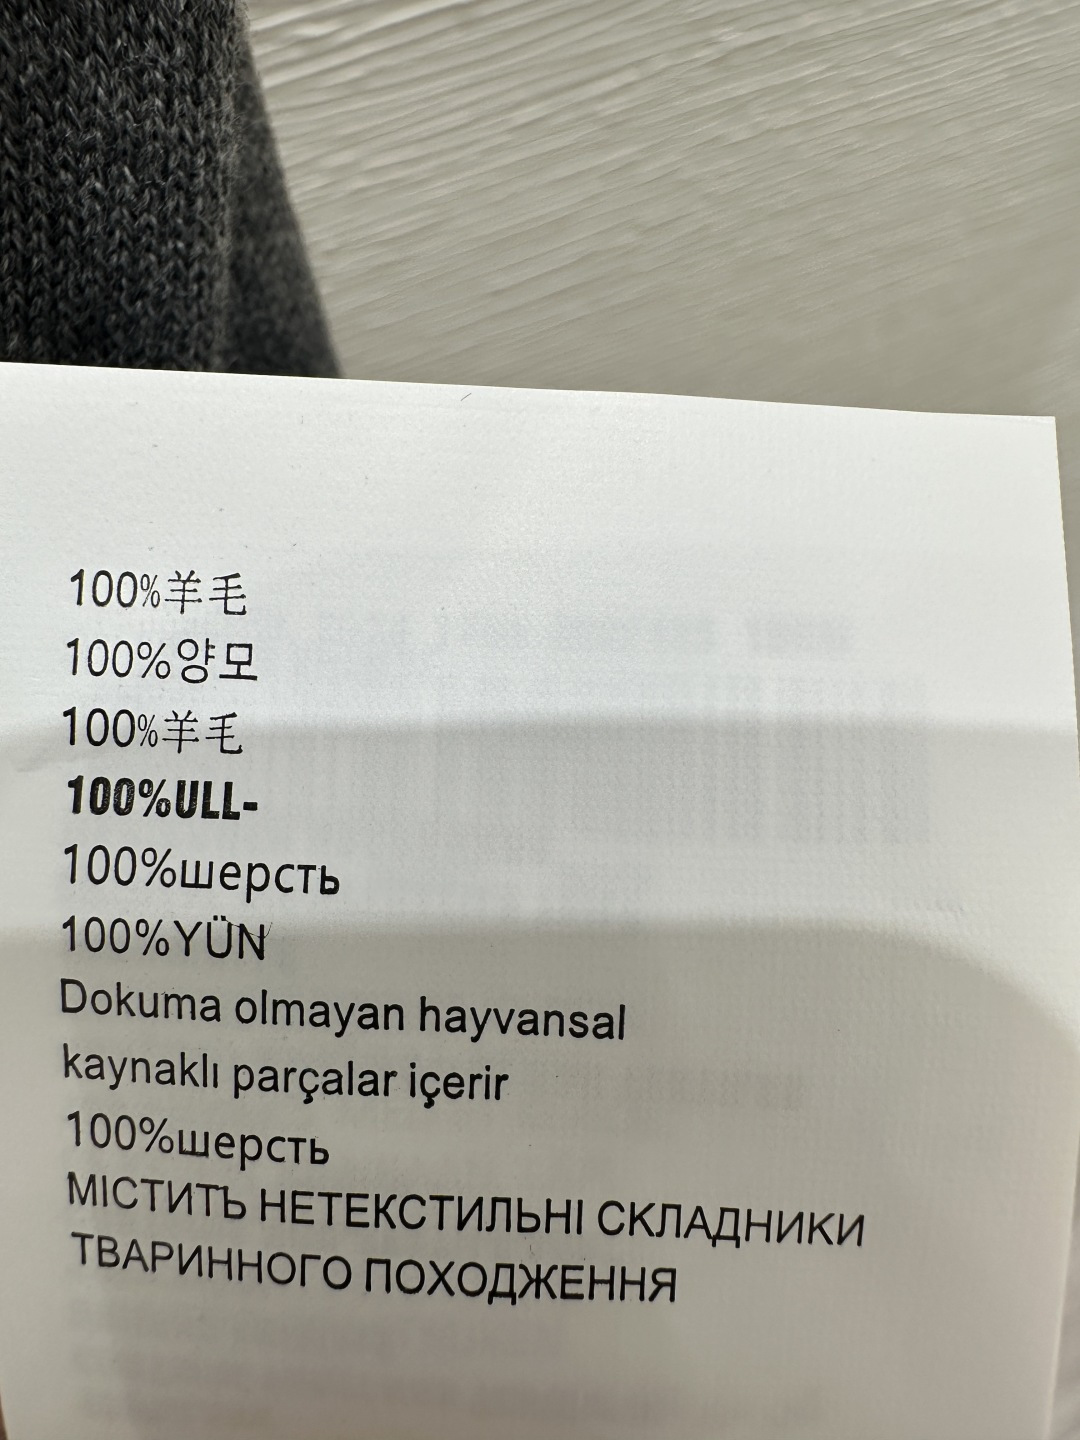 100%羊毛
100%양모
100%羊毛
100%ULL-
100%шерсть
100%YÜN
Dokuma olmayan hayvansal
kaynaklı parçalar içerir
100%шерсть
МІСТИТЬ НЕТЕКСТИЛЬНІ СКЛАДНИКИ
ТВАРИННОГО ПОХОДЖЕННЯ